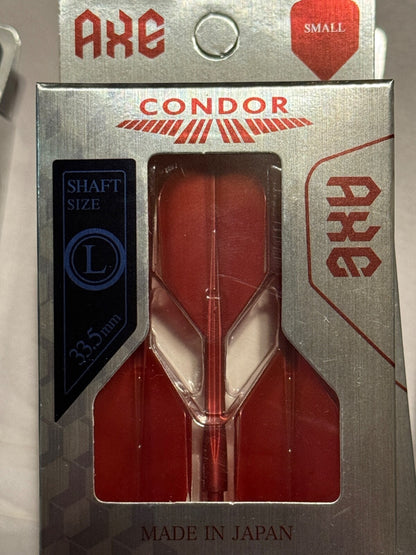 AXE
SMALL
CONDOR
SHAFT
SIZE
L
33.5mm
AXE
MADE IN JAPAN